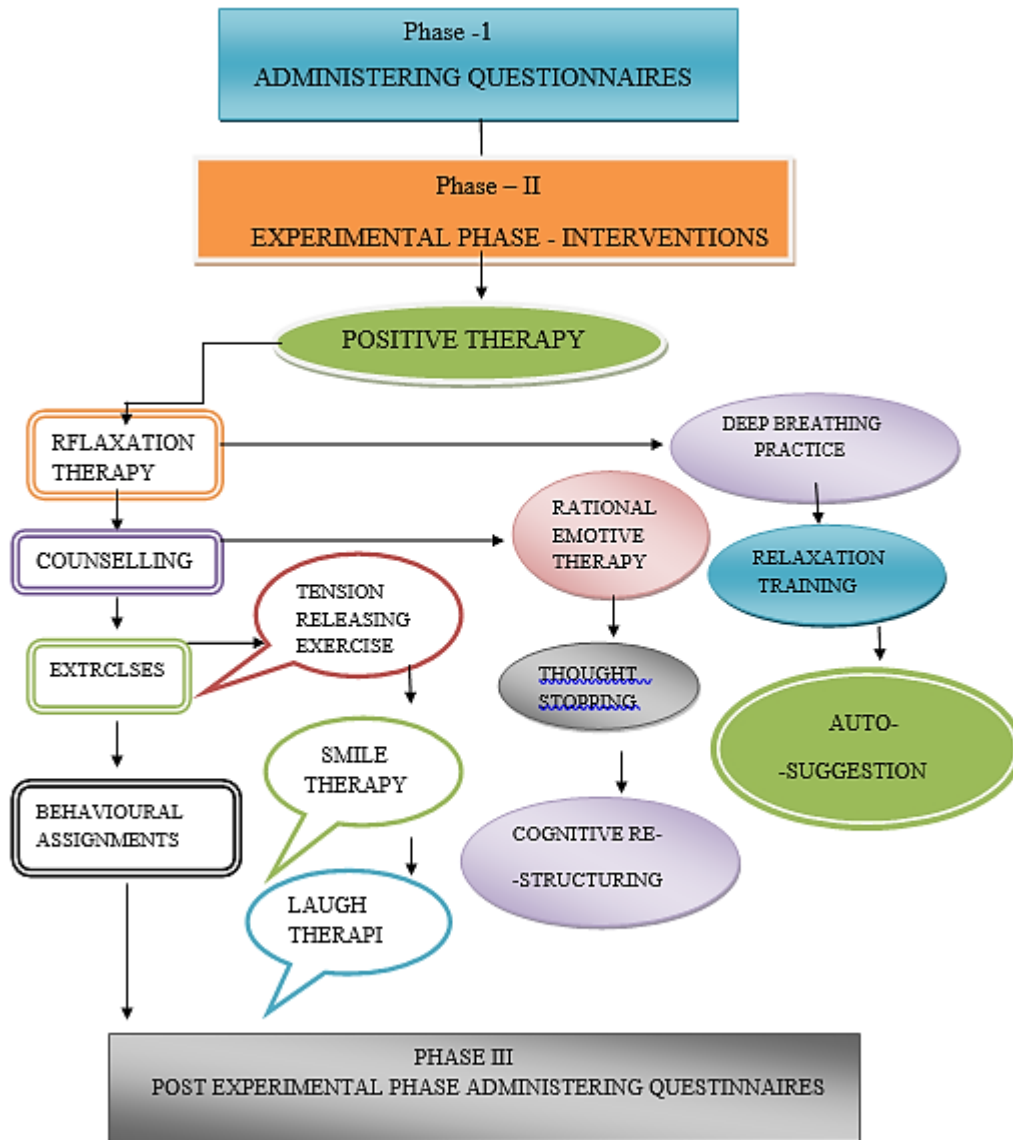 Phase -1
ADMINISTERING QUESTIONNAIRES
Phase – II
EXPERIMENTAL PHASE - INTERVENTIONS
POSITIVE THERAPY
RFLAXATION
THERAPY
DEEP BREATHING
PRACTICE
COUNSELLING
RATIONAL
EMOTIVE
THERAPY
RELAXATION
TRAINING
EXTRCLSES
TENSION
RELEASING
EXERCISE
THOUGHT
STOPRING
AUTO-
-SUGGESTION
BEHAVIOURAL
ASSIGNMENTS
SMILE
THERAPY
COGNITIVE RE-
-STRUCTURING
LAUGH
THERAPI
PHASE III
POST EXPERIMENTAL PHASE ADMINISTERING QUESTINNAIRES